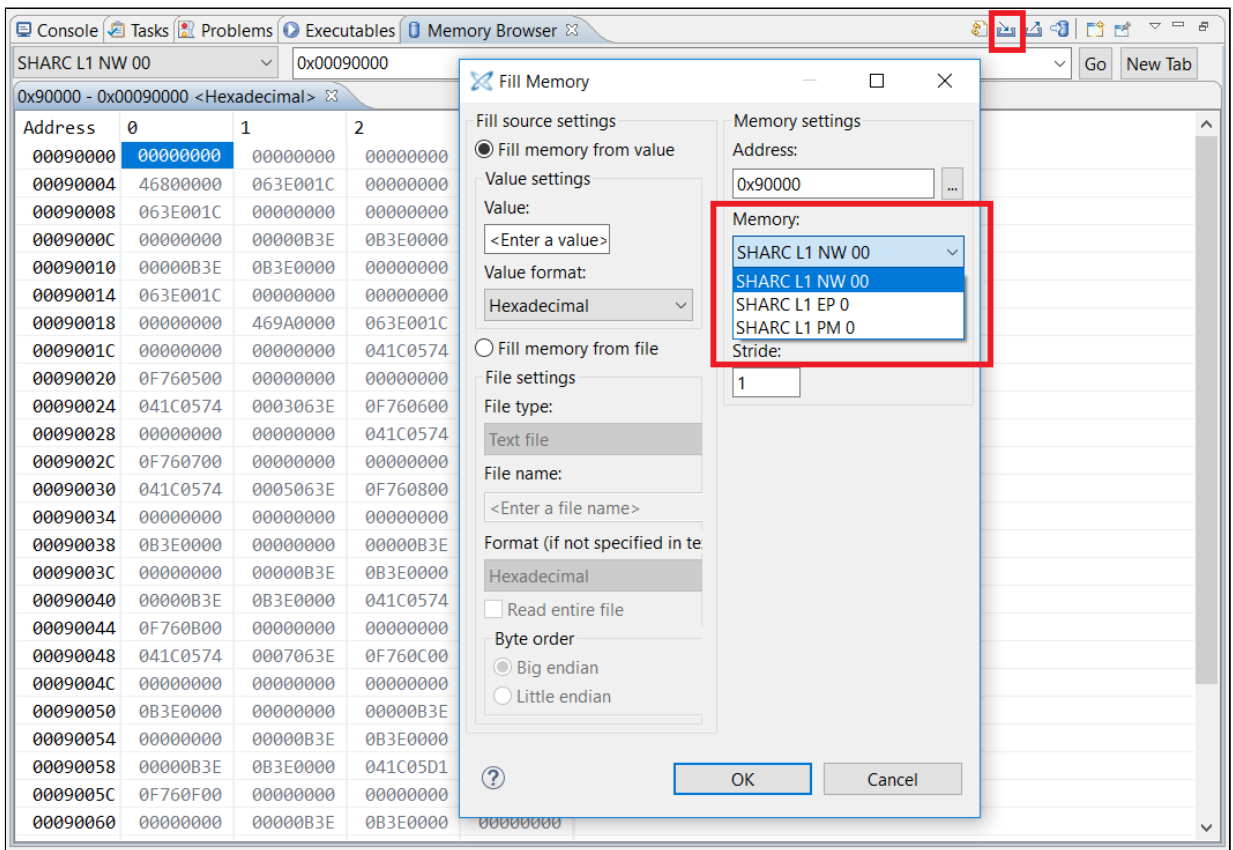 Console Tasks Problems Executables Memory Browser
SHARC L1 NW 00 0x00090000 Go New Tab
0x90000 - 0x00090000 <Hexadecimal>
Address 0 1 2
00090000 00000000 00000000 00000000
00090004 46800000 063E001C 00000000
00090008 063E001C 00000000 00000000
0009000C 00000000 00000B3E 0B3E0000
00090010 00000B3E 0B3E0000 00000000
00090014 063E001C 00000000 00000000
00090018 00000000 469A0000 063E001C
0009001C 00000000 00000000 041C0574
00090020 0F760500 00000000 00000000
00090024 041C0574 0003063E 0F760600
00090028 00000000 00000000 041C0574
0009002C 0F760700 00000000 00000000
00090030 041C0574 0005063E 0F760800
00090034 00000000 00000000 00000000
00090038 0B3E0000 00000000 00000B3E
0009003C 00000000 00000B3E 0B3E0000
00090040 00000B3E 0B3E0000 041C0574
00090044 0F760B00 00000000 00000000
00090048 041C0574 0007063E 0F760C00
0009004C 00000000 00000000 00000000
00090050 0B3E0000 00000000 00000B3E
00090054 00000000 00000B3E 0B3E0000
00090058 00000B3E 0B3E0000 041C05D1
0009005C 0F760F00 00000000 00000000
00090060 00000000 00000B3E 0B3E0000 00000000
Fill Memory
Fill source settings
Fill memory from value
Value settings
Value:
<Enter a value>
Value format:
Hexadecimal
Fill memory from file
File settings
File type:
Text file
File name:
<Enter a file name>
Format (if not specified in te
Hexadecimal
Read entire file
Byte order
Big endian
Little endian
Memory settings
Address:
0x90000 ...
Memory:
SHARC L1 NW 00
SHARC L1 NW 00
SHARC L1 EP 0
SHARC L1 PM 0
Stride:
1
? OK Cancel